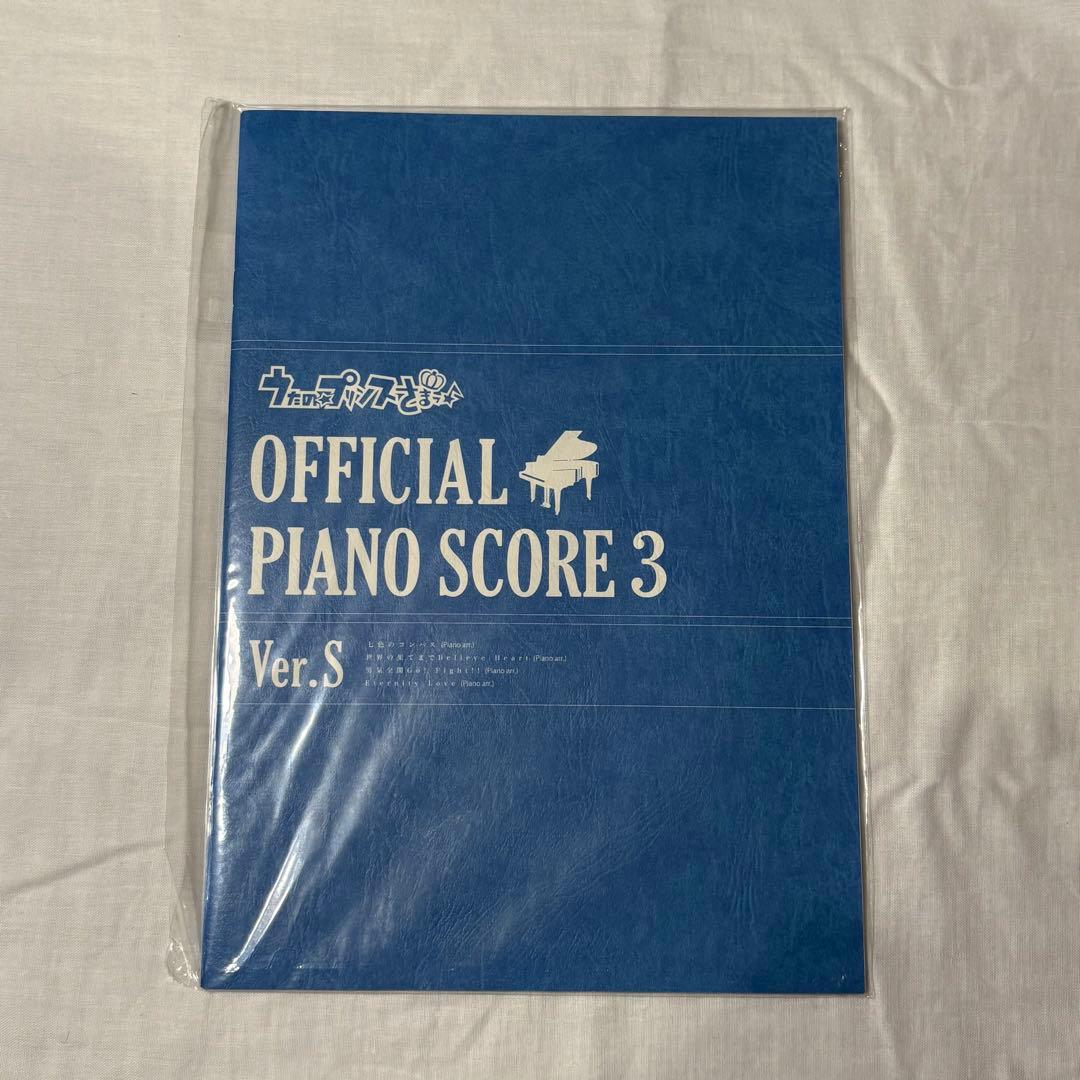 うたの☆プリンスさまっ♪
OFFICIAL
PIANO SCORE 3
Ver.S
七色のコンパス (Piano arr.)
世界の果てまでBelieve Heart (Piano arr.)
勇気全開Go! Fight!! (Piano arr.)
Eternity Love (Piano arr.)